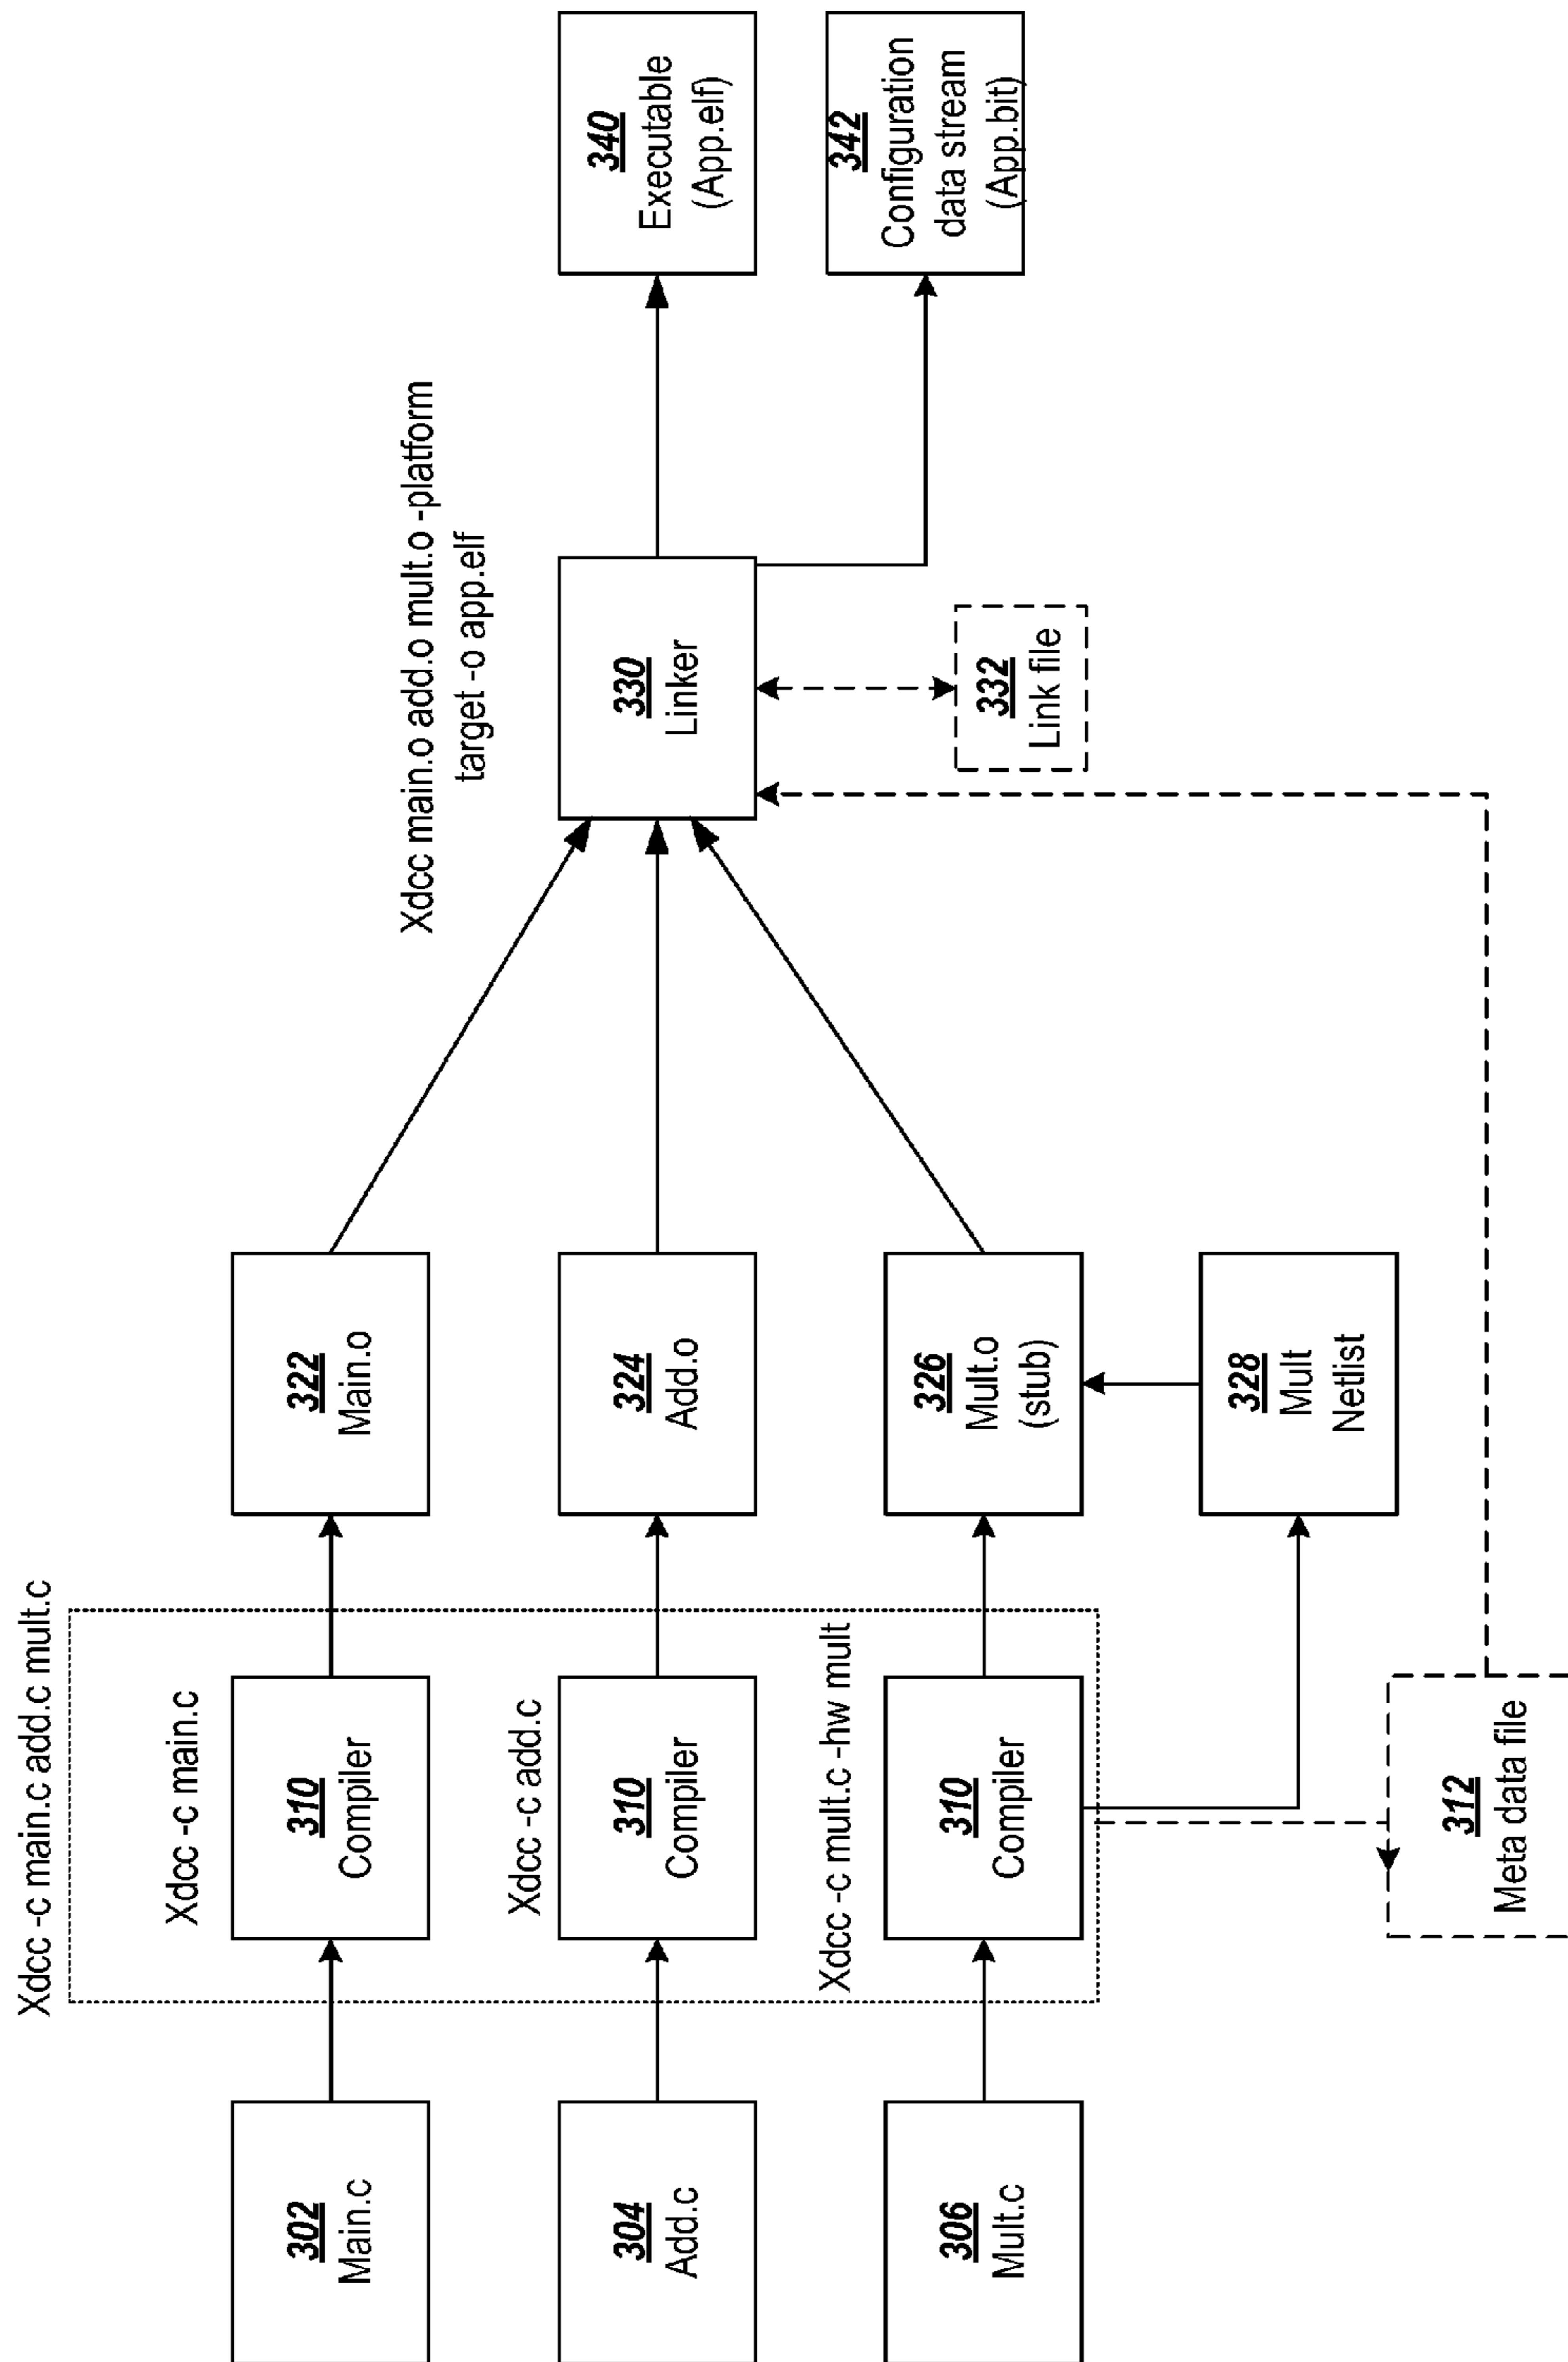 Xdcc -c main.c add.c mult.c
Xdcc -c main.c
302
Main.c
310
Compiler
322
Main.o
Xdcc main.o add.o mult.o -platform
target -o app.elf
Xdcc -c add.c
304
Add.c
310
Compiler
324
Add.o
330
Linker
340
Executable
(App.elf)
Xdcc -c mult.c -hw mult
306
Mult.c
310
Compiler
326
Mult.o
(stub)
332
Link file
342
Configuration
data stream
(App.bit)
328
Mult
Netlist
312
Meta data file